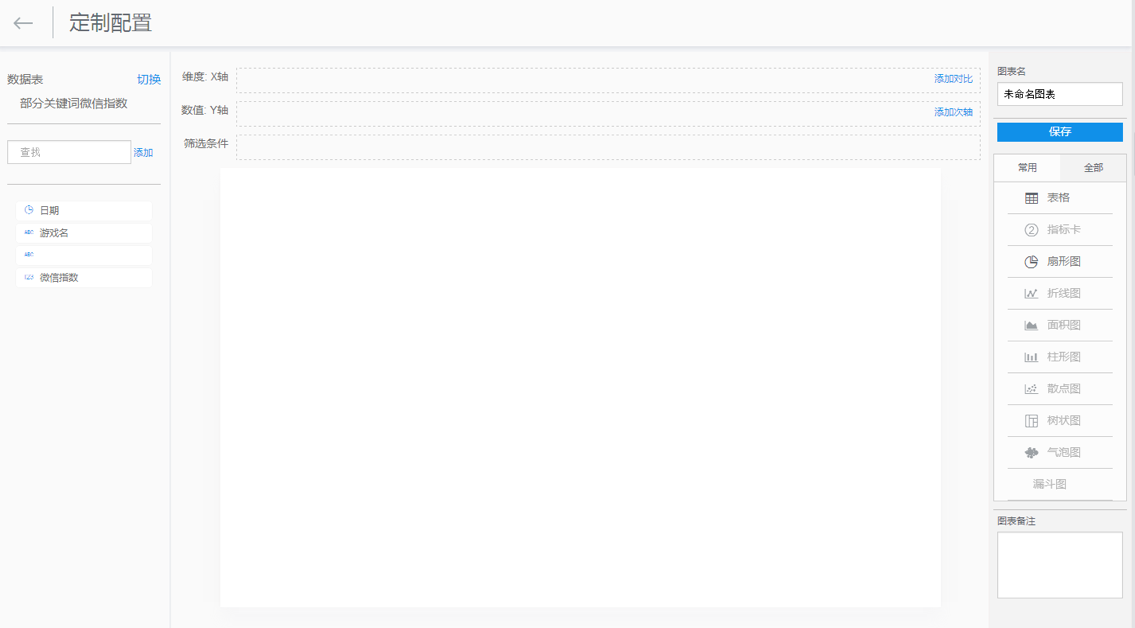 定制配置
数据表 切换
部分关键词微信指数
查找 添加
日期
ABC 游戏名
ABC
123 微信指数
维度: X轴 添加对比
数值: Y轴 添加次轴
筛选条件
图表名
未命名图表
保存
常用 全部
表格
2 指标卡
扇形图
折线图
面积图
柱形图
散点图
树状图
气泡图
漏斗图
图表备注